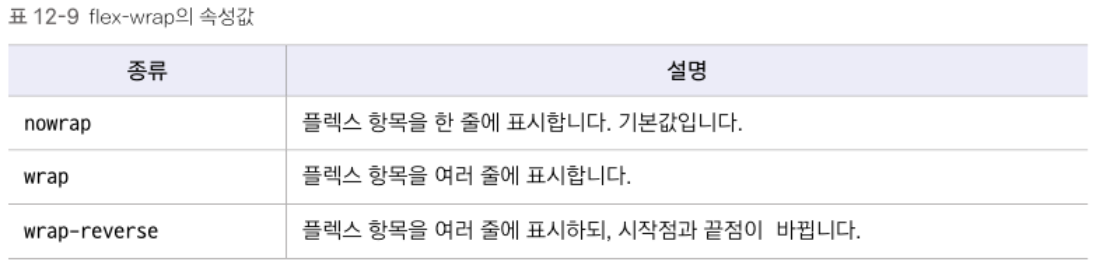 표 12-9 flex-wrap의 속성값
종류 설명
nowrap 플렉스 항목을 한 줄에 표시합니다. 기본값입니다.
wrap 플렉스 항목을 여러 줄에 표시합니다.
wrap-reverse 플렉스 항목을 여러 줄에 표시하되, 시작점과 끝점이 바뀝니다.